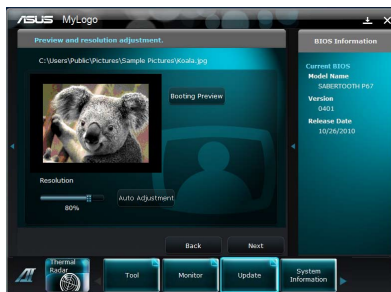 ASUS MyLogo
Preview and resolution adjustment.
C:\Users\Public\Pictures\Sample Pictures\Koala.jpg
Booting Preview
Resolution
80%
Auto Adjustment
Back
Next
BIOS Information
Current BIOS
Model Name
SABERTOOTH P67
Version
0401
Release Date
10/26/2010
Thermal Radar
Tool
Monitor
Update
System Information